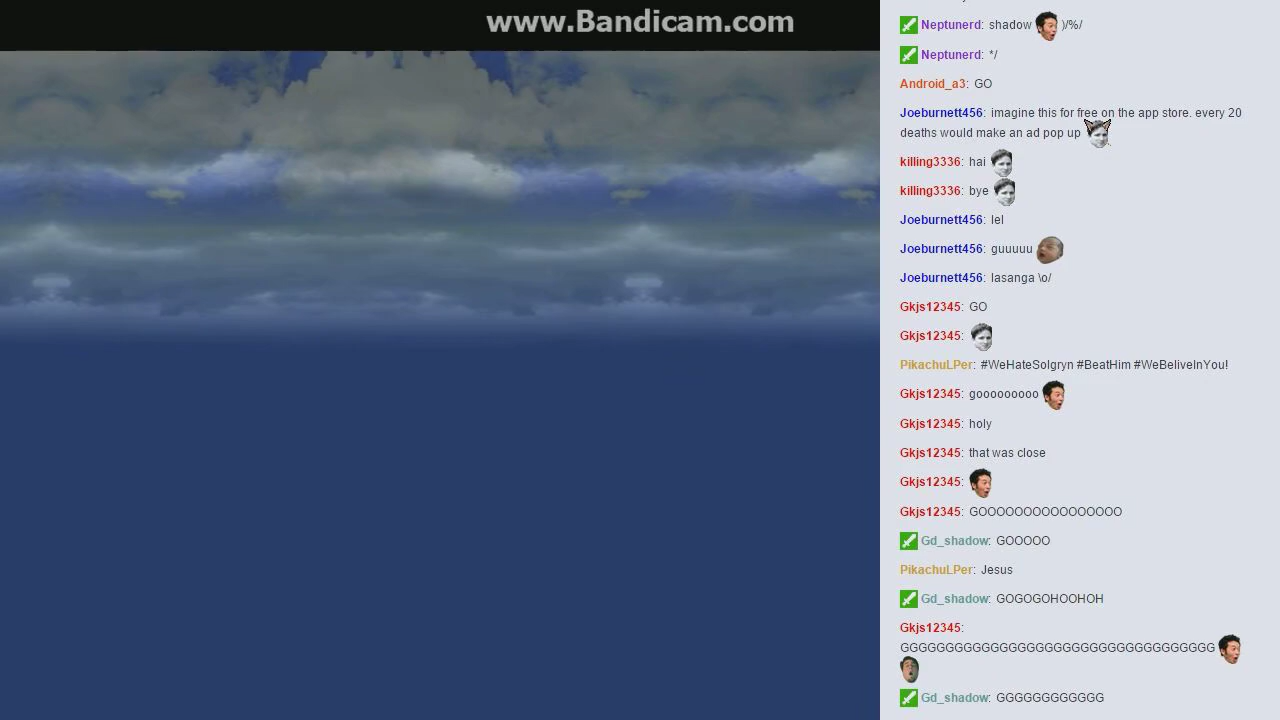 www.Bandicam.com
Neptunerd: shadow )/%/
Neptunerd: */
Android_a3: GO
Joeburnett456: imagine this for free on the app store. every 20
deaths would make an ad pop up
killing3336: hai
killing3336: bye
Joeburnett456: lel
Joeburnett456: guuuuu
Joeburnett456: lasanga \o/
Gkjs12345: GO
Gkjs12345:
PikachuLPer: #WeHateSolgryn #BeatHim #WeBeliveInYou!
Gkjs12345: gooooooooo
Gkjs12345: holy
Gkjs12345: that was close
Gkjs12345:
Gkjs12345: GOOOOOOOOOOOOOOOO
Gd_shadow: GOOOOO
PikachuLPer: Jesus
Gd_shadow: GOGOGOHOOHOH
Gkjs12345:
GGGGGGGGGGGGGGGGGGGGGGGGGGGGGGGGGGG
Gd_shadow: GGGGGGGGGGGG